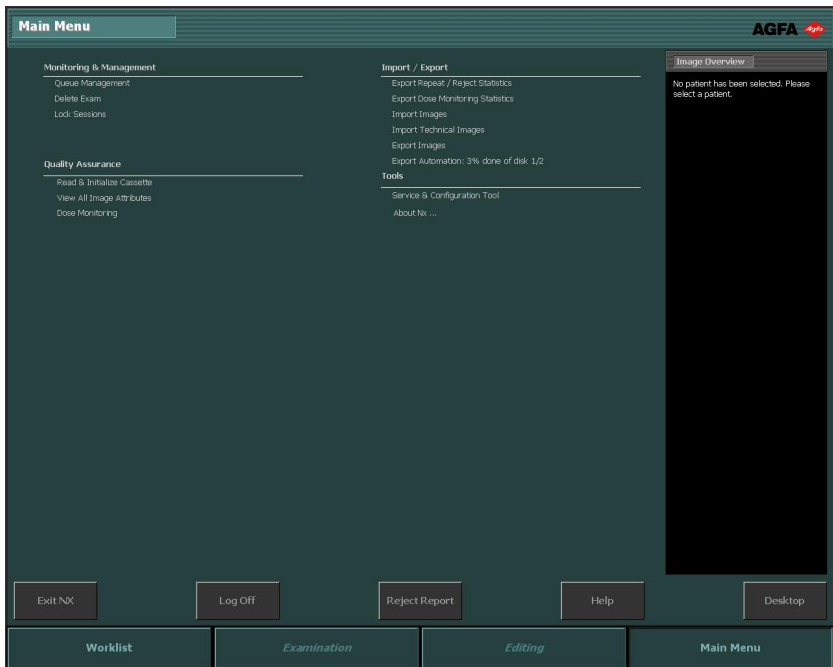 Main Menu
AGFA
Agfa
Monitoring & Management
Queue Management
Delete Exam
Lock Sessions
Quality Assurance
Read & Initialize Cassette
View All Image Attributes
Dose Monitoring
Import / Export
Export Repeat / Reject Statistics
Export Dose Monitoring Statistics
Import Images
Import Technical Images
Export Images
Export Automation: 3% done of disk 1/2
Tools
Service & Configuration Tool
About Nx ...
Image Overview
No patient has been selected. Please
select a patient.
Exit NX
Log Off
Reject Report
Help
Desktop
Worklist
Examination
Editing
Main Menu